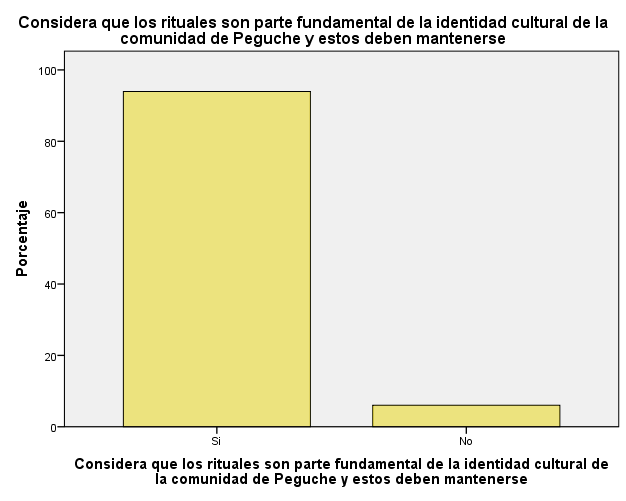 Considera que los rituales son parte fundamental de la identidad cultural de la
comunidad de Peguche y estos deben mantenerse
100
80
60
40
20
0
Porcentaje
Si
No
Considera que los rituales son parte fundamental de la identidad cultural de
la comunidad de Peguche y estos deben mantenerse